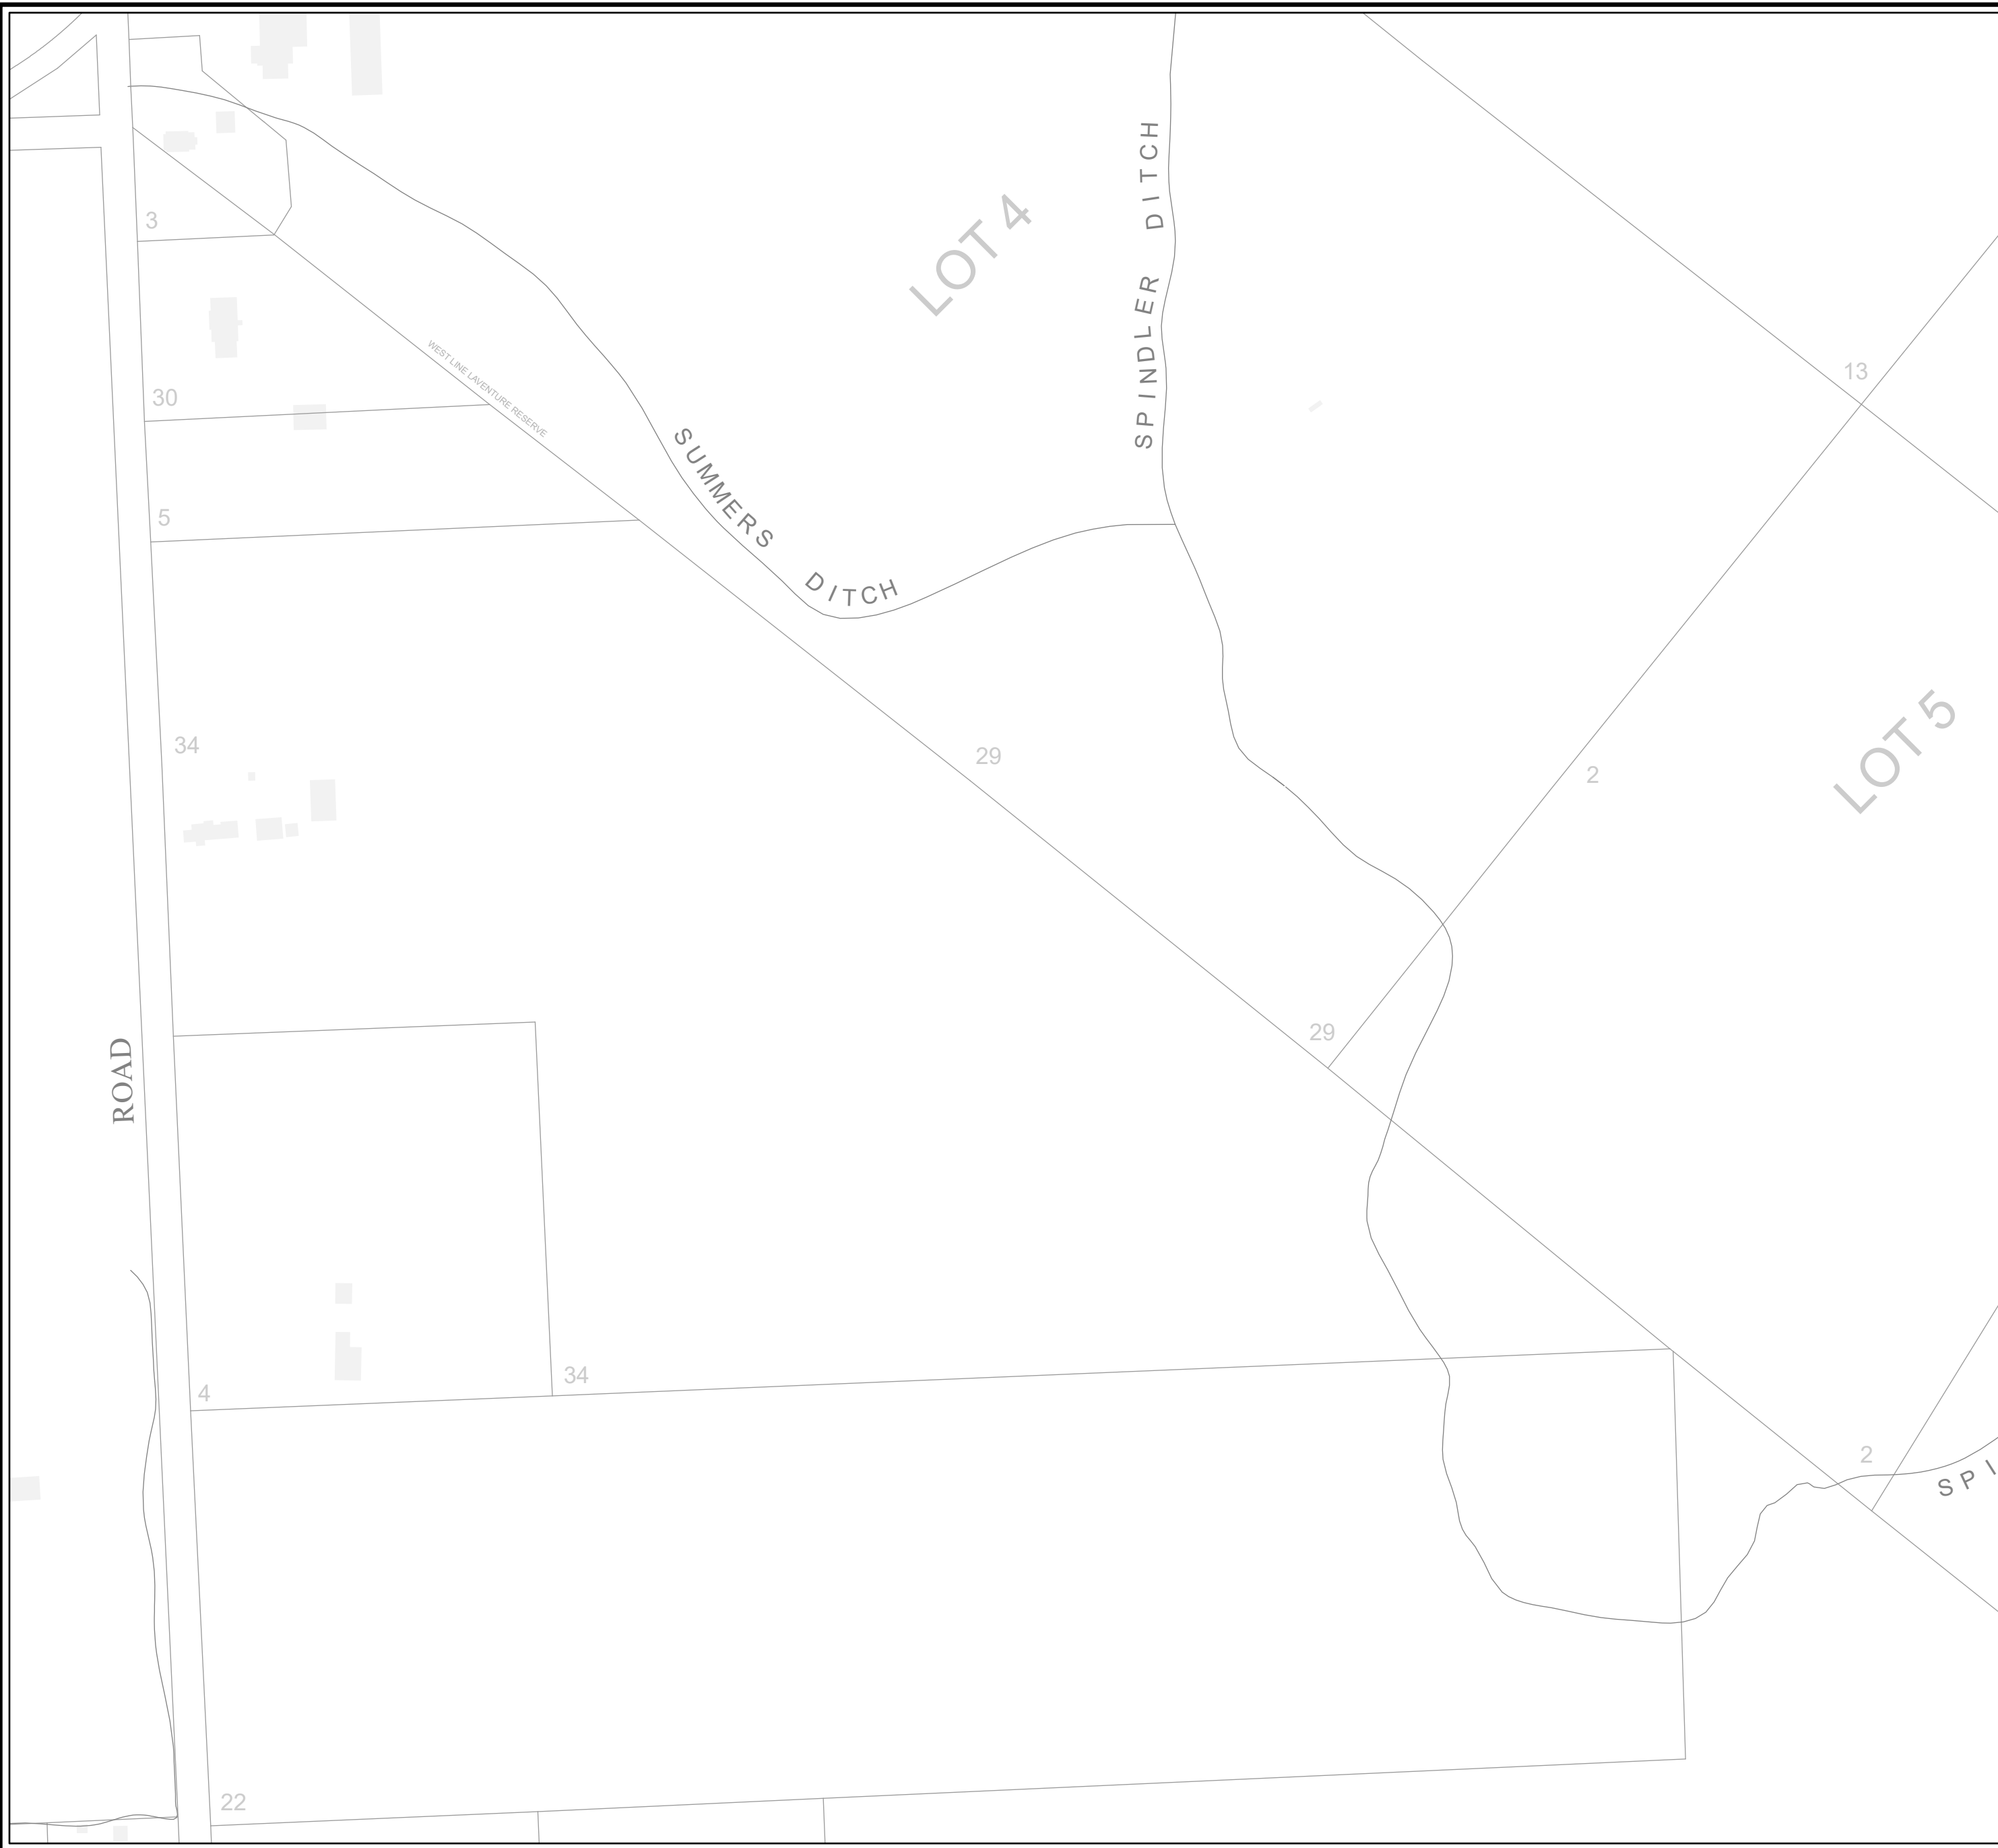 SPINDLER DITCH
LOT 4
3
WEST LINE LAVENTURE RESERVE
13
30
SUMMERS DITCH
5
LOT 5
34
29
2
29
ROAD
34
4
2
SPI
22